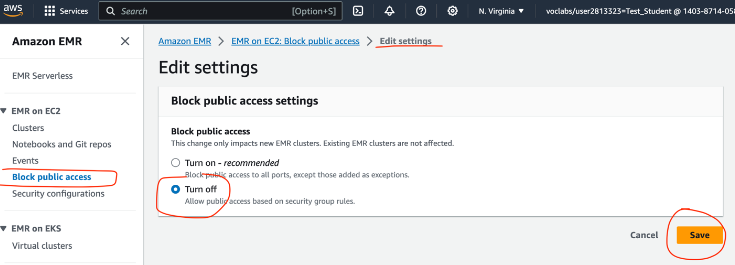 aws
Services
Search
[Option+S]
N. Virginia
voclabs/user2813323=Test_Student @ 1403-8714-05
Amazon EMR
Amazon EMR > EMR on EC2: Block public access > Edit settings
Edit settings
EMR Serverless
EMR on EC2
Clusters
Notebooks and Git repos
Events
Block public access
Security configurations
EMR on EKS
Virtual clusters
Block public access settings
Block public access
This change only impacts new EMR clusters. Existing EMR clusters are not affected.
Turn on - recommended
Block public access to all ports, except those added as exceptions.
Turn off
Allow public access based on security group rules.
Cancel
Save